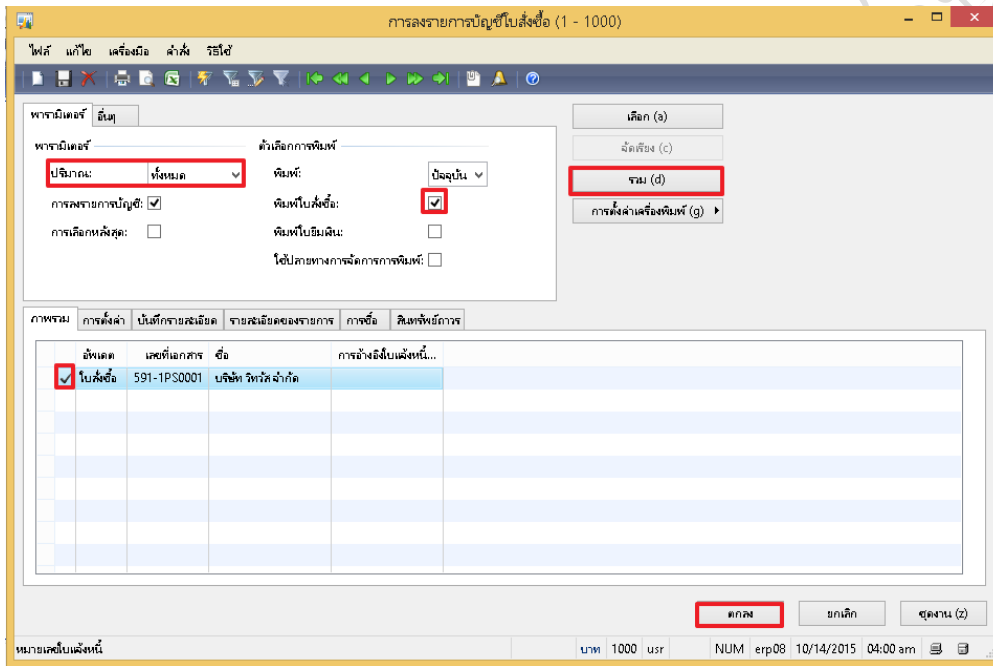 การลงรายการบัญชีใบสั่งซื้อ (1 - 1000)
ไฟล์ แก้ไข เครื่องมือ คำสั่ง วิธีใช้
พารามิเตอร์ อื่นๆ
เลือก (a)
พารามิเตอร์ ตัวเลือกการพิมพ์
จัดเรียง (c)
ปริมาณ: ทั้งหมด พิมพ์: ปัจจุบัน
รวม (d)
การลงรายการบัญชี: พิมพ์ใบสั่งซื้อ:
การตั้งค่าเครื่องพิมพ์ (g)
การเลือกหลังสุด: พิมพ์ใบยืมคืน:
ใช้ปลายทางการจัดการการพิมพ์:
ภาพรวม การตั้งค่า บันทึกรายละเอียด รายละเอียดของรายการ การซื้อ สินทรัพย์ถาวร
อัพเดต เลขที่เอกสาร ชื่อ การอ้างอิงใบแจ้งหนี้...
ใบสั่งซื้อ 591-1PS0001 บริษัท วิทวัส จำกัด
ตกลง ยกเลิก ชุดงาน (z)
หมายเลขใบแจ้งหนี้ บาท 1000 usr NUM erp08 10/14/2015 04:00 am